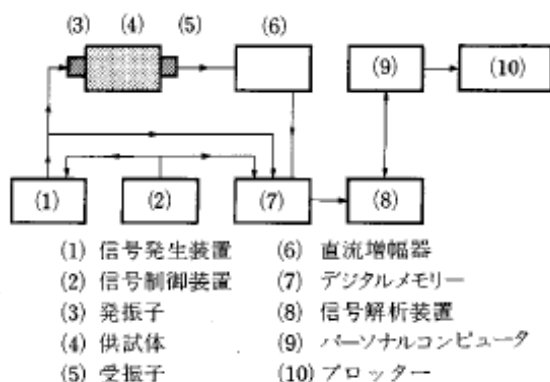 (3) (4) (5) (6)
(9) (10)
(1) (2) (7) (8)
(1) 信号発生装置
(2) 信号制御装置
(3) 発振子
(4) 供試体
(5) 受振子
(6) 直流増幅器
(7) デジタルメモリー
(8) 信号解析装置
(9) パーソナルコンピュータ
(10) プロッター